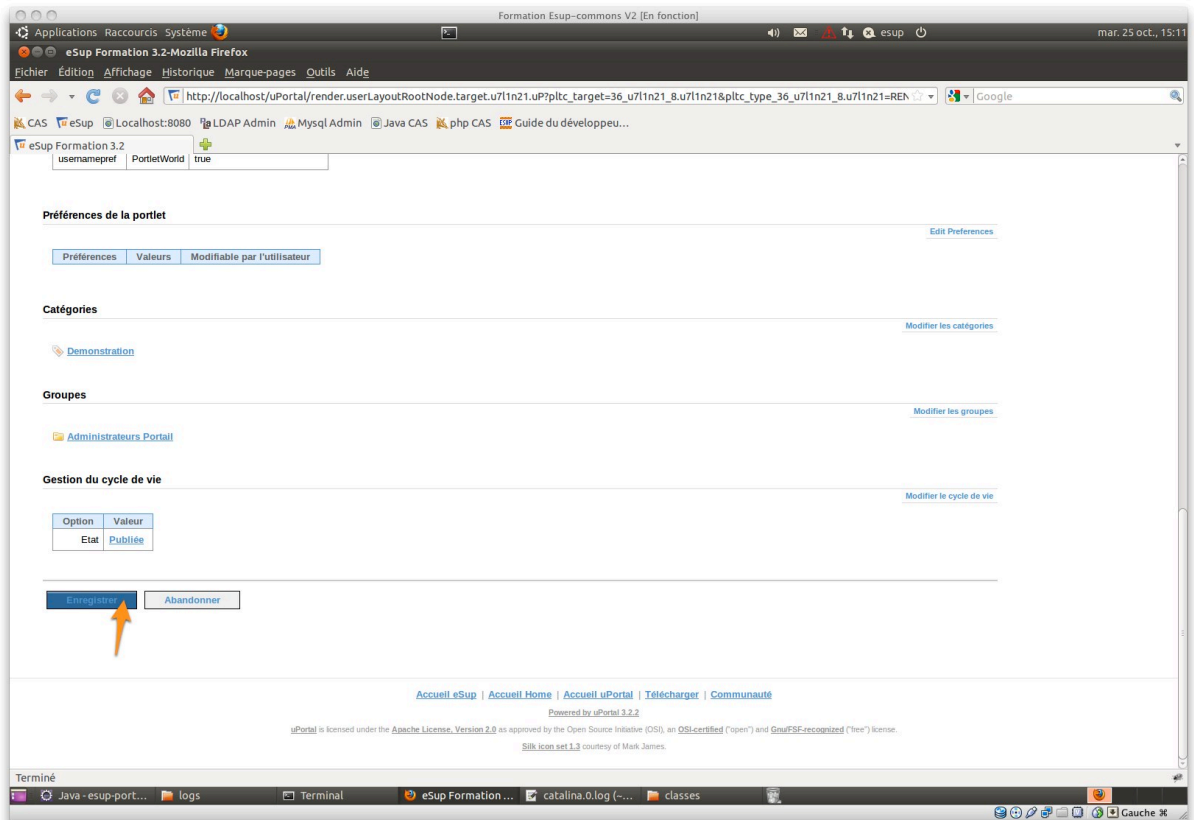 Formation Esup-commons V2 [En fonction]
Applications Raccourcis Système esup mar. 25 oct., 15:11
eSup Formation 3.2-Mozilla Firefox
Fichier Édition Affichage Historique Marque-pages Outils Aide
http://localhost/uPortal/render.userLayoutRootNode.target.u7l1n21.uP?pltc_target=36_u7l1n21_8.u7l1n21&pltc_type_36_u7l1n21_8.u7l1n21=REN Google
CAS eSup Localhost:8080 LDAP Admin Mysql Admin Java CAS php CAS Guide du développeu...
eSup Formation 3.2
usernamepref PortletWorld true
Préférences de la portlet
Edit Preferences
Préférences Valeurs Modifiable par l'utilisateur
Catégories
Modifier les catégories
Demonstration
Groupes
Modifier les groupes
Administrateurs Portail
Gestion du cycle de vie
Modifier le cycle de vie
Option Valeur
Etat Publiée
Enregistrer Abandonner
Accueil eSup | Accueil Home | Accueil uPortal | Télécharger | Communauté
Powered by uPortal 3.2.2
uPortal is licensed under the Apache License, Version 2.0 as approved by the Open Source Initiative (OSI), an OSI-certified ("open") and Gnu/FSF-recognized ("free") license.
Silk icon set 1.3 courtesy of Mark James.
Terminé
Java - esup-port... logs Terminal eSup Formation ... catalina.0.log (~... classes
Gauche ⌘